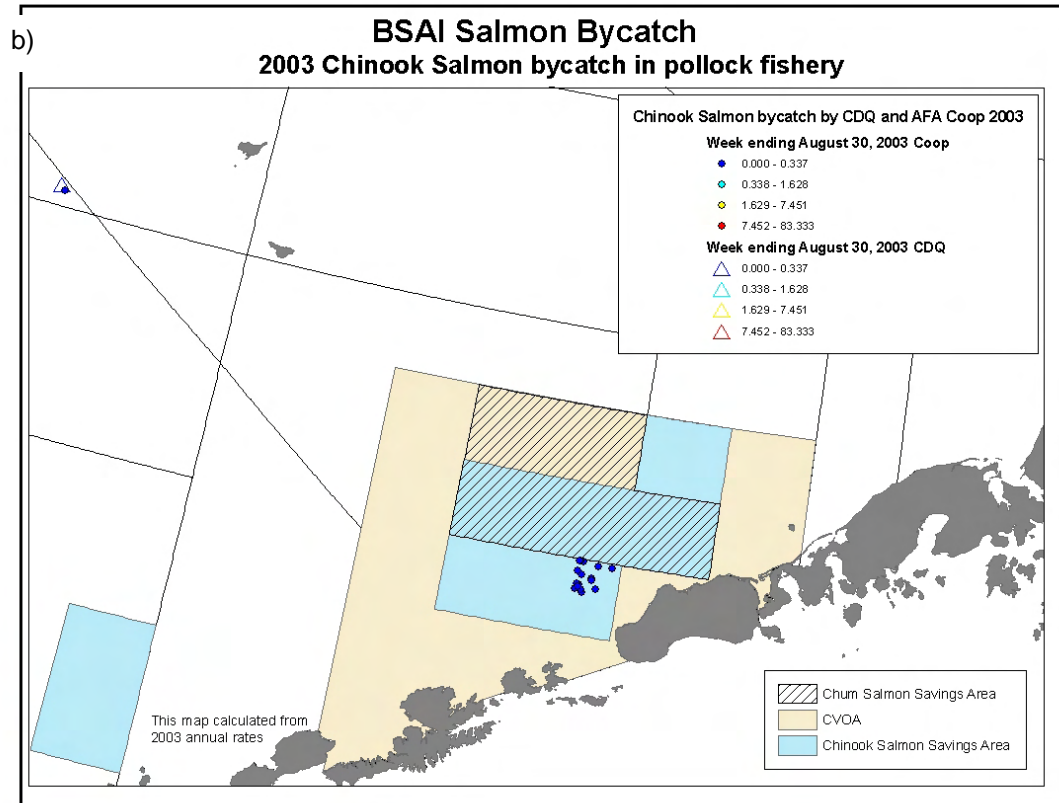 b)
BSAI Salmon Bycatch
2003 Chinook Salmon bycatch in pollock fishery
Chinook Salmon bycatch by CDQ and AFA Coop 2003
Week ending August 30, 2003 Coop
0.000 - 0.337
0.338 - 1.628
1.629 - 7.451
7.452 - 83.333
Week ending August 30, 2003 CDQ
0.000 - 0.337
0.338 - 1.628
1.629 - 7.451
7.452 - 83.333
This map calculated from
2003 annual rates
Chum Salmon Savings Area
CVOA
Chinook Salmon Savings Area